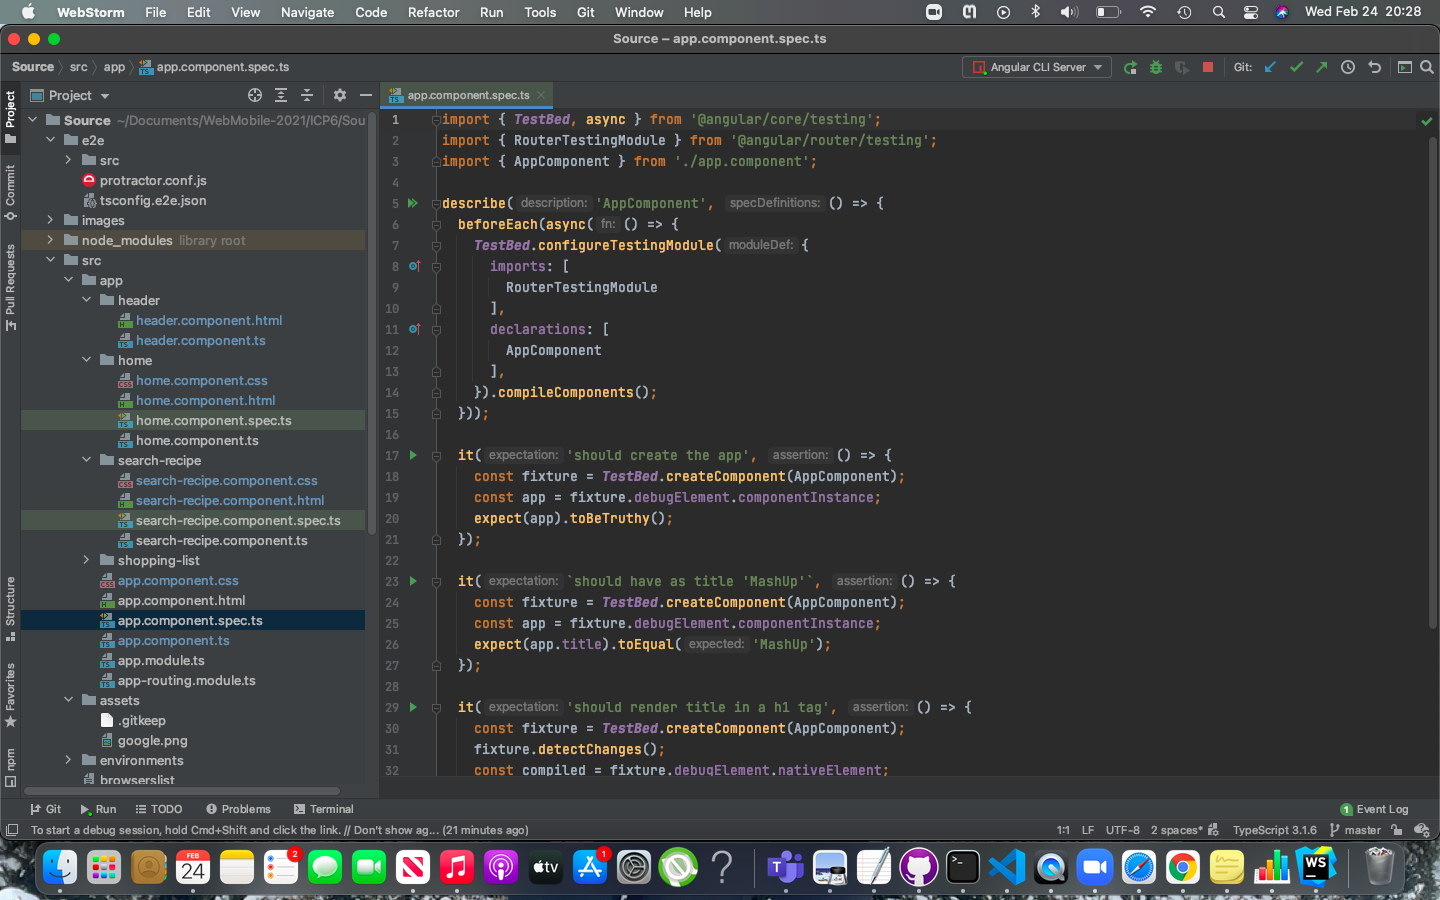 WebStorm File Edit View Navigate Code Refactor Run Tools Git Window Help Wed Feb 24 20:28
Source – app.component.spec.ts
Source src app app.component.spec.ts Angular CLI Server Git:
Project app.component.spec.ts
Project
Commit
Pull Requests
Structure
Favorites
npm
Source ~/Documents/WebMobile-2021/ICP6/Sou
e2e
src
protractor.conf.js
tsconfig.e2e.json
images
node_modules library root
src
app
header
header.component.html
header.component.ts
home
home.component.css
home.component.html
home.component.spec.ts
home.component.ts
search-recipe
search-recipe.component.css
search-recipe.component.html
search-recipe.component.spec.ts
search-recipe.component.ts
shopping-list
app.component.css
app.component.html
app.component.spec.ts
app.component.ts
app.module.ts
app-routing.module.ts
assets
.gitkeep
google.png
environments
browserslist
1 import { TestBed, async } from '@angular/core/testing';
2 import { RouterTestingModule } from '@angular/router/testing';
3 import { AppComponent } from './app.component';
4
5 describe( description: 'AppComponent', specDefinitions: () => {
6 beforeEach(async( fn: () => {
7 TestBed.configureTestingModule( moduleDef: {
8 imports: [
9 RouterTestingModule
10 ],
11 declarations: [
12 AppComponent
13 ],
14 }).compileComponents();
15 }));
16
17 it( expectation: 'should create the app', assertion: () => {
18 const fixture = TestBed.createComponent(AppComponent);
19 const app = fixture.debugElement.componentInstance;
20 expect(app).toBeTruthy();
21 });
22
23 it( expectation: `should have as title 'MashUp'`, assertion: () => {
24 const fixture = TestBed.createComponent(AppComponent);
25 const app = fixture.debugElement.componentInstance;
26 expect(app.title).toEqual( expected: 'MashUp');
27 });
28
29 it( expectation: 'should render title in a h1 tag', assertion: () => {
30 const fixture = TestBed.createComponent(AppComponent);
31 fixture.detectChanges();
32 const compiled = fixture.debugElement.nativeElement;
Git Run TODO Problems Terminal 1 Event Log
To start a debug session, hold Cmd+Shift and click the link. // Don't show ag... (21 minutes ago) 1:1 LF UTF-8 2 spaces* TypeScript 3.1.6 master
FEB
24
2
tv
1
WS